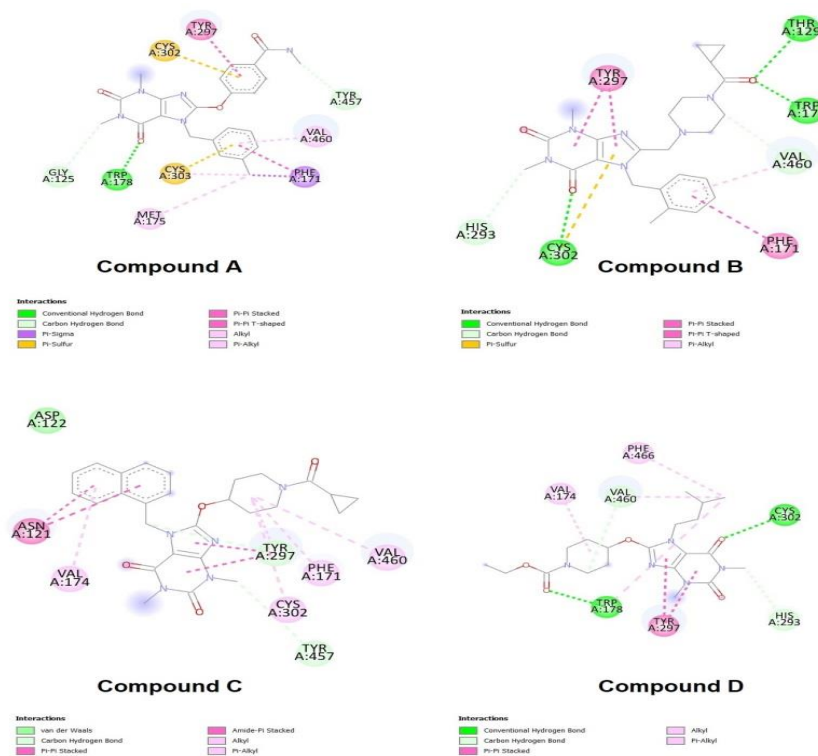 TYR
A:297
CYS
A:302
TYR
A:457
VAL
A:460
GLY
A:125
TRP
A:178
CYS
A:303
PHE
A:171
MET
A:175
Compound A
Interactions
Conventional Hydrogen Bond
Carbon Hydrogen Bond
Pi-Sigma
Pi-Sulfur
Pi-Pi Stacked
Pi-Pi T-shaped
Alkyl
Pi-Alkyl
THR
A:129
TYR
A:297
TRP
VAL
A:460
HIS
A:293
CYS
A:302
PHE
A:171
Compound B
Interactions
Conventional Hydrogen Bond
Carbon Hydrogen Bond
Pi-Sulfur
Pi-Pi Stacked
Pi-Pi T-shaped
Pi-Alkyl
ASP
A:122
ASN
A:121
VAL
A:174
TYR
A:297
PHE
A:171
VAL
A:460
CYS
A:302
TYR
A:457
N
O
Compound C
Interactions
van der Waals
Carbon Hydrogen Bond
Pi-Pi Stacked
Amide-Pi Stacked
Alkyl
Pi-Alkyl
PHE
A:466
VAL
A:174
VAL
A:460
CYS
A:302
TRP
A:178
TYR
A:297
HIS
A:293
Compound D
Interactions
Conventional Hydrogen Bond
Carbon Hydrogen Bond
Pi-Pi Stacked
Alkyl
Pi-Alkyl